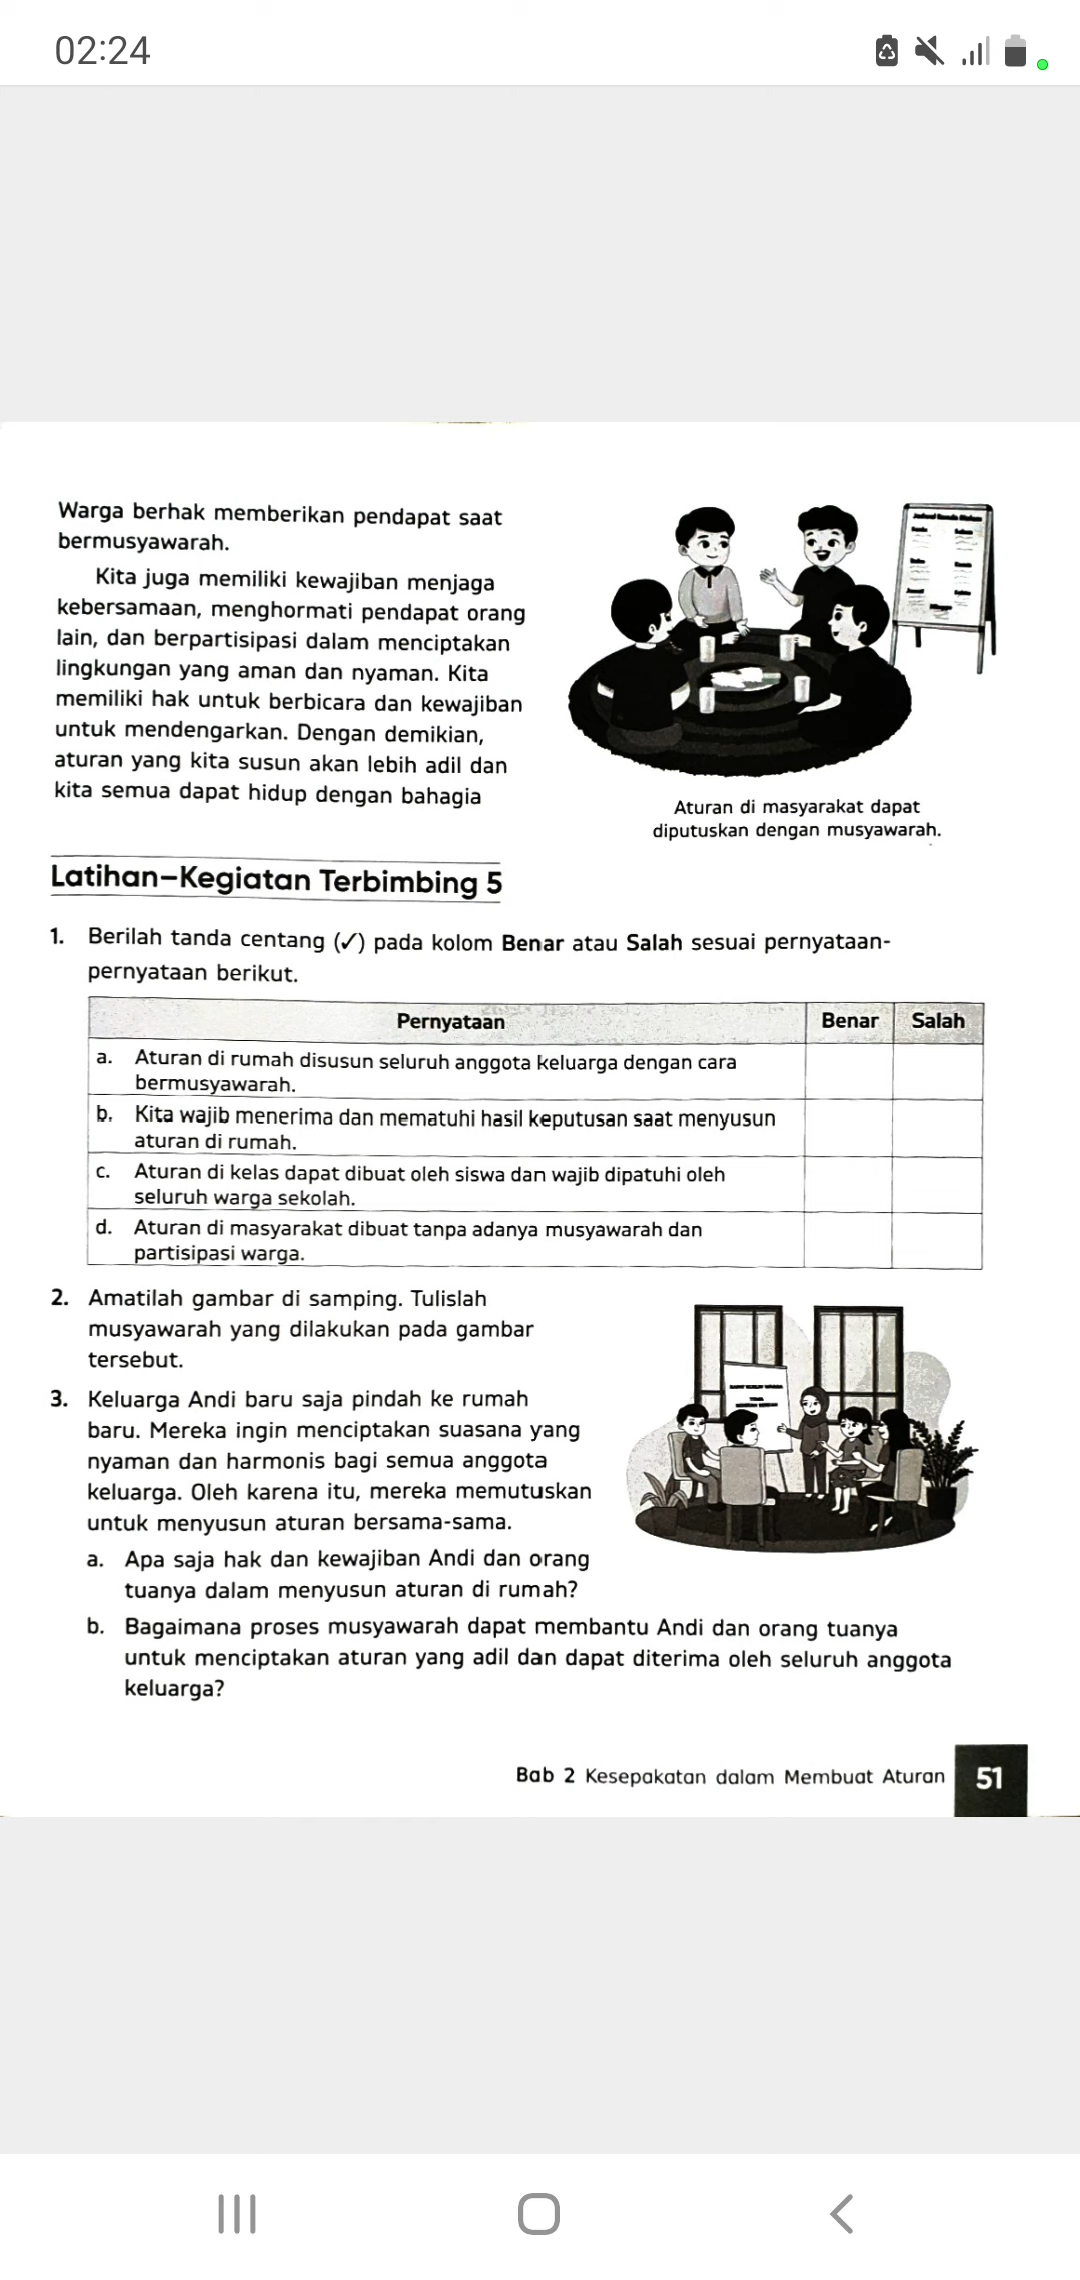 02:24
Warga berhak memberikan pendapat saat
bermusyawarah.
Kita juga memiliki kewajiban menjaga
kebersamaan, menghormati pendapat orang
lain, dan berpartisipasi dalam menciptakan
lingkungan yang aman dan nyaman. Kita
memiliki hak untuk berbicara dan kewajiban
untuk mendengarkan. Dengan demikian,
aturan yang kita susun akan lebih adil dan
kita semua dapat hidup dengan bahagia
Aturan di masyarakat dapat
diputuskan dengan musyawarah.
Latihan–Kegiatan Terbimbing 5
1. Berilah tanda centang (✓) pada kolom Benar atau Salah sesuai pernyataan-
pernyataan berikut.
Pernyataan Benar Salah
a. Aturan di rumah disusun seluruh anggota keluarga dengan cara
bermusyawarah.
b. Kita wajib menerima dan mematuhi hasil keputusan saat menyusun
aturan di rumah.
c. Aturan di kelas dapat dibuat oleh siswa dan wajib dipatuhi oleh
seluruh warga sekolah.
d. Aturan di masyarakat dibuat tanpa adanya musyawarah dan
partisipasi warga.
2. Amatilah gambar di samping. Tulislah
musyawarah yang dilakukan pada gambar
tersebut.
3. Keluarga Andi baru saja pindah ke rumah
baru. Mereka ingin menciptakan suasana yang
nyaman dan harmonis bagi semua anggota
keluarga. Oleh karena itu, mereka memutuskan
untuk menyusun aturan bersama-sama.
a. Apa saja hak dan kewajiban Andi dan orang
tuanya dalam menyusun aturan di rumah?
b. Bagaimana proses musyawarah dapat membantu Andi dan orang tuanya
untuk menciptakan aturan yang adil dan dapat diterima oleh seluruh anggota
keluarga?
Bab 2 Kesepakatan dalam Membuat Aturan 51